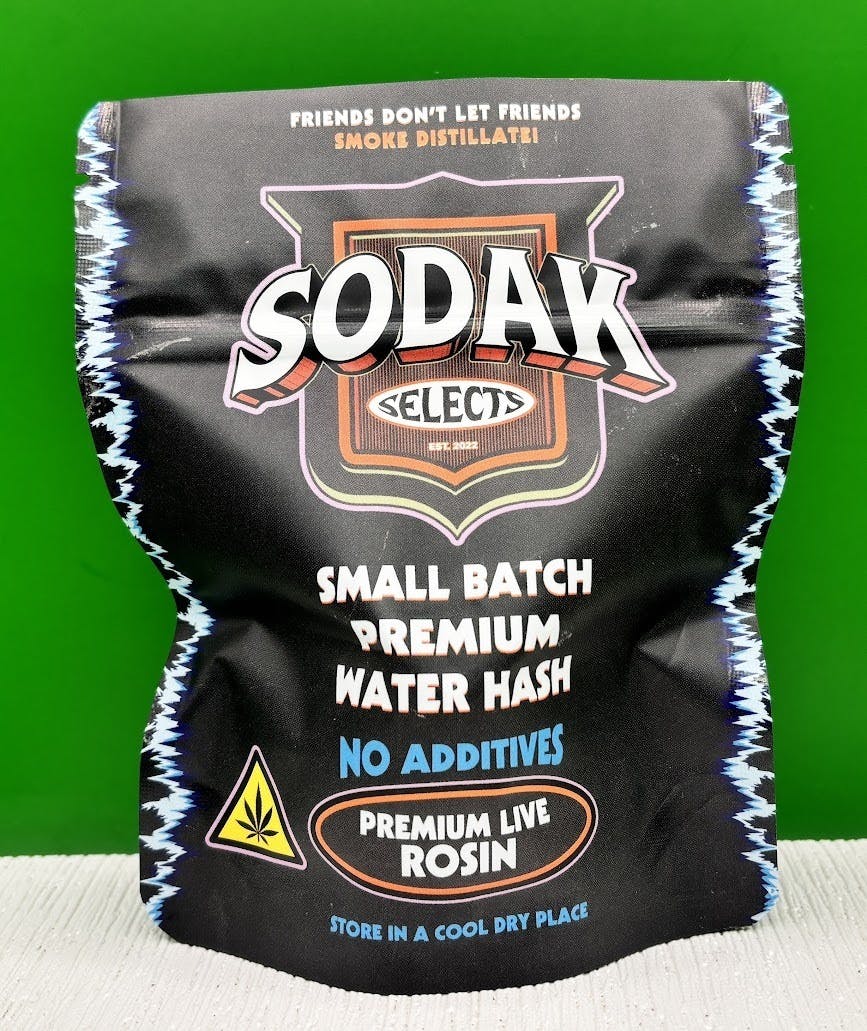 FRIENDS DON'T LET FRIENDS
SMOKE DISTILLATE!
SODAK
SELECTS
EST. 2022
SMALL BATCH
PREMIUM
WATER HASH
NO ADDITIVES
PREMIUM LIVE
ROSIN
STORE IN A COOL DRY PLACE